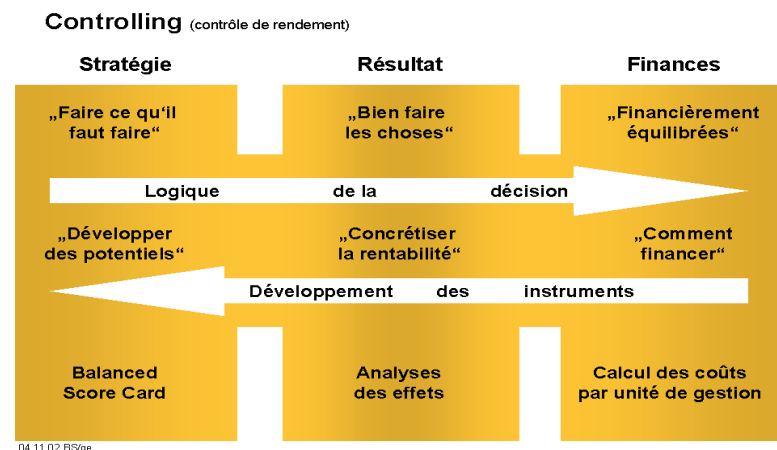 Controlling (contrôle de rendement)
Stratégie Résultat Finances
„Faire ce qu‘il
faut faire“
„Bien faire
les choses“
„Financièrement
équilibrées“
Logique de la décision
„Développer
des potentiels“
„Concrétiser
la rentabilité“
„Comment
financer“
Développement des instruments
Balanced
Score Card
Analyses
des effets
Calcul des coûts
par unité de gestion
04.11.02 BS/ge